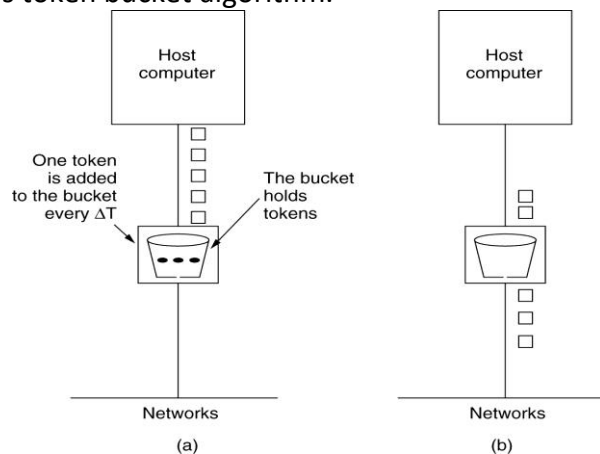 s token bucket algorithm.
Host
computer
Host
computer
One token
is added
to the bucket
every ΔT
The bucket
holds
tokens
Networks
Networks
(a)
(b)